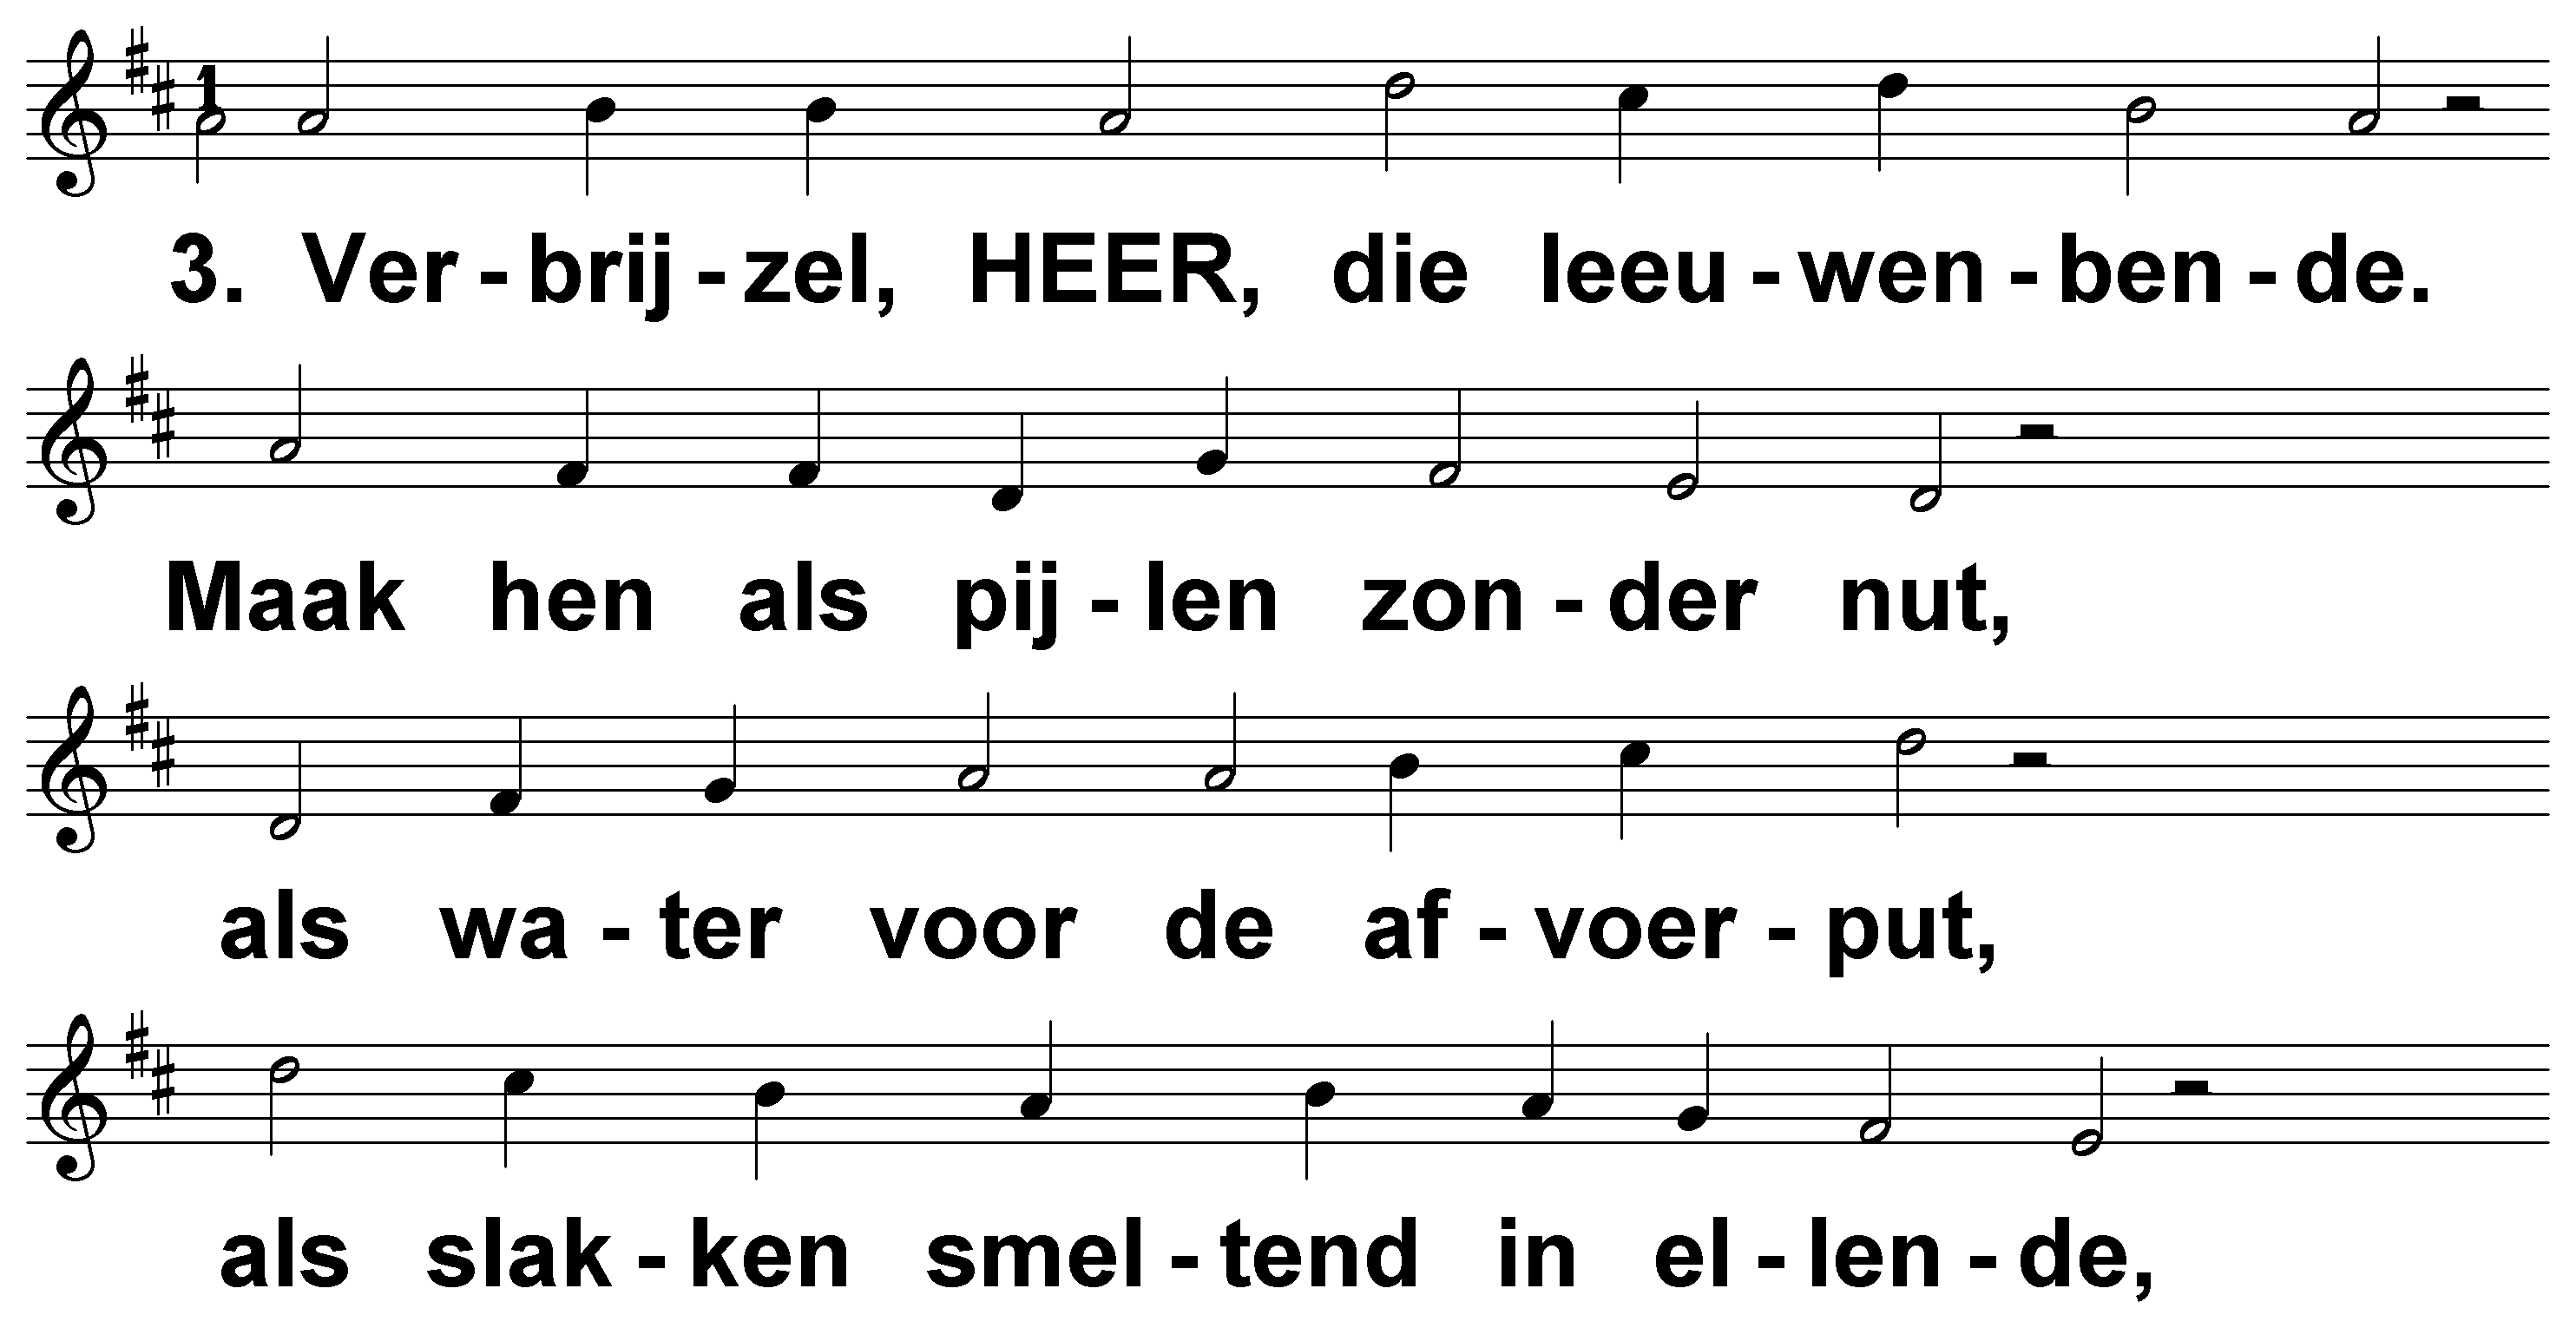 1
3. Ver - brij - zel, HEER, die leeu - wen - ben - de.
Maak hen als pij - len zon - der nut,
als wa - ter voor de af - voer - put,
als slak - ken smel - tend in el - len - de,